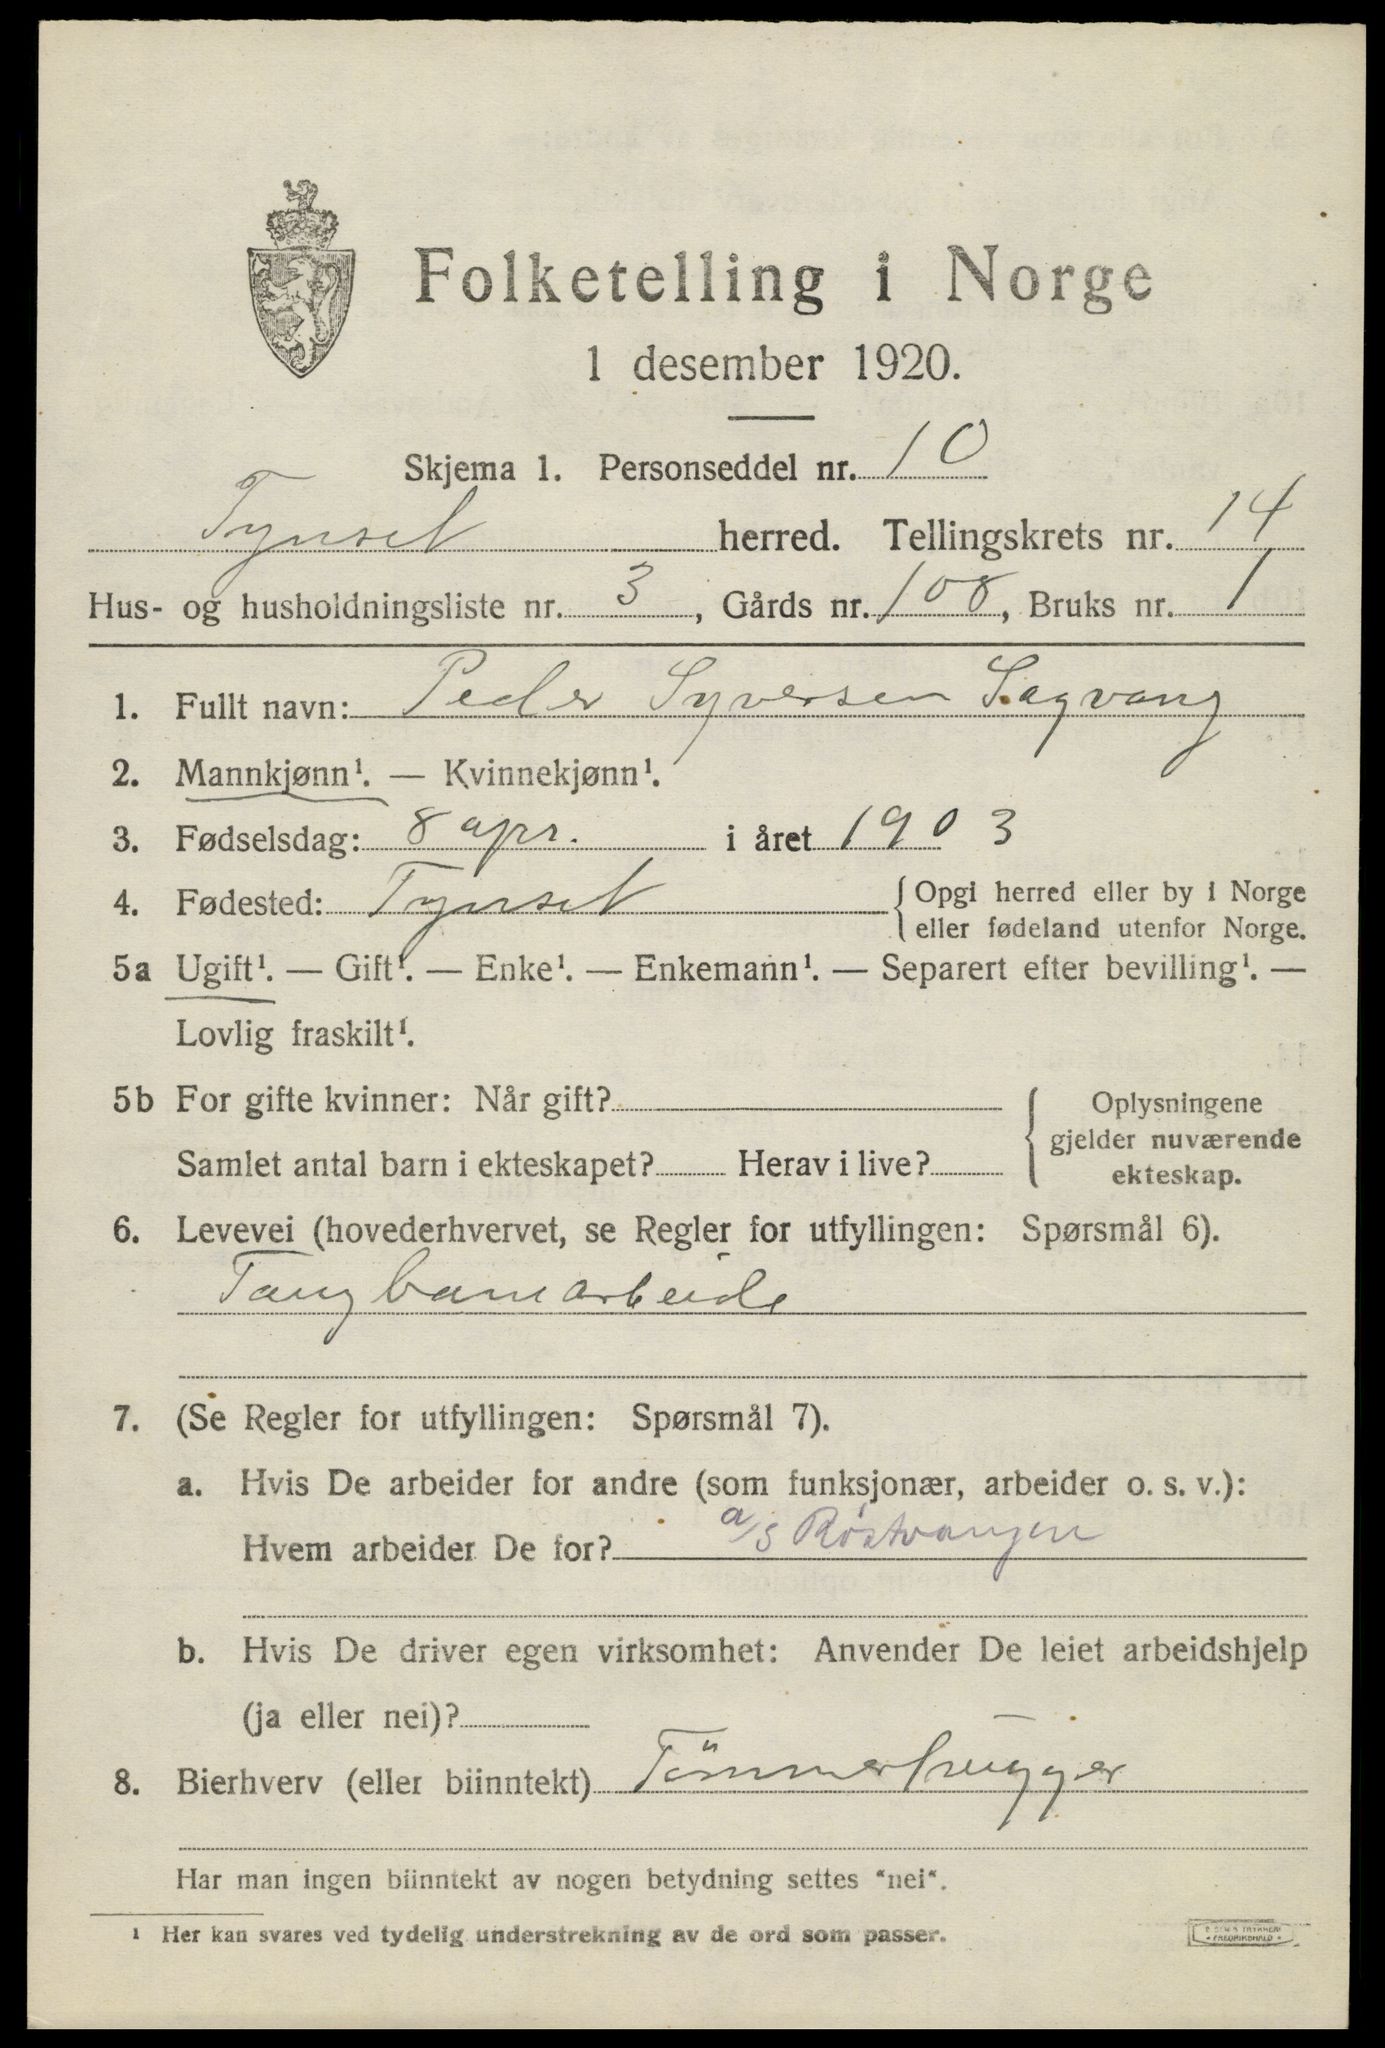 Folketelling i Norge
1 desember 1920.
Skjema 1. Personseddel nr. 10
Tynset herred. Tellingskrets nr. 14
Hus- og husholdningsliste nr. 3, Gårds nr. 108, Bruks nr. 1
1. Fullt navn: Peder Syversen Sagvang
2. Mannkjønn¹. — Kvinnekjønn¹.
3. Fødselsdag: 8 apr. i året 1903
4. Fødested: Tynset { Opgi herred eller by i Norge
eller fødeland utenfor Norge.
5a Ugift¹. — Gift¹. — Enke¹. — Enkemann¹. — Separert efter bevilling¹. —
Lovlig fraskilt¹.
5b For gifte kvinner: Når gift?
Samlet antal barn i ekteskapet? Herav i live?
{ Oplysningene
gjelder nuværende
ekteskap.
6. Levevei (hovederhvervet, se Regler for utfyllingen: Spørsmål 6).
Taugbanearbeide
7. (Se Regler for utfyllingen: Spørsmål 7).
a. Hvis De arbeider for andre (som funksjonær, arbeider o. s. v.):
Hvem arbeider De for? a/s Røstvangen
b. Hvis De driver egen virksomhet: Anvender De leiet arbeidshjelp
(ja eller nei)?
8. Bierhverv (eller biinntekt) Tömmerhugger
Har man ingen biinntekt av nogen betydning settes "nei".
¹ Her kan svares ved tydelig understrekning av de ord som passer.